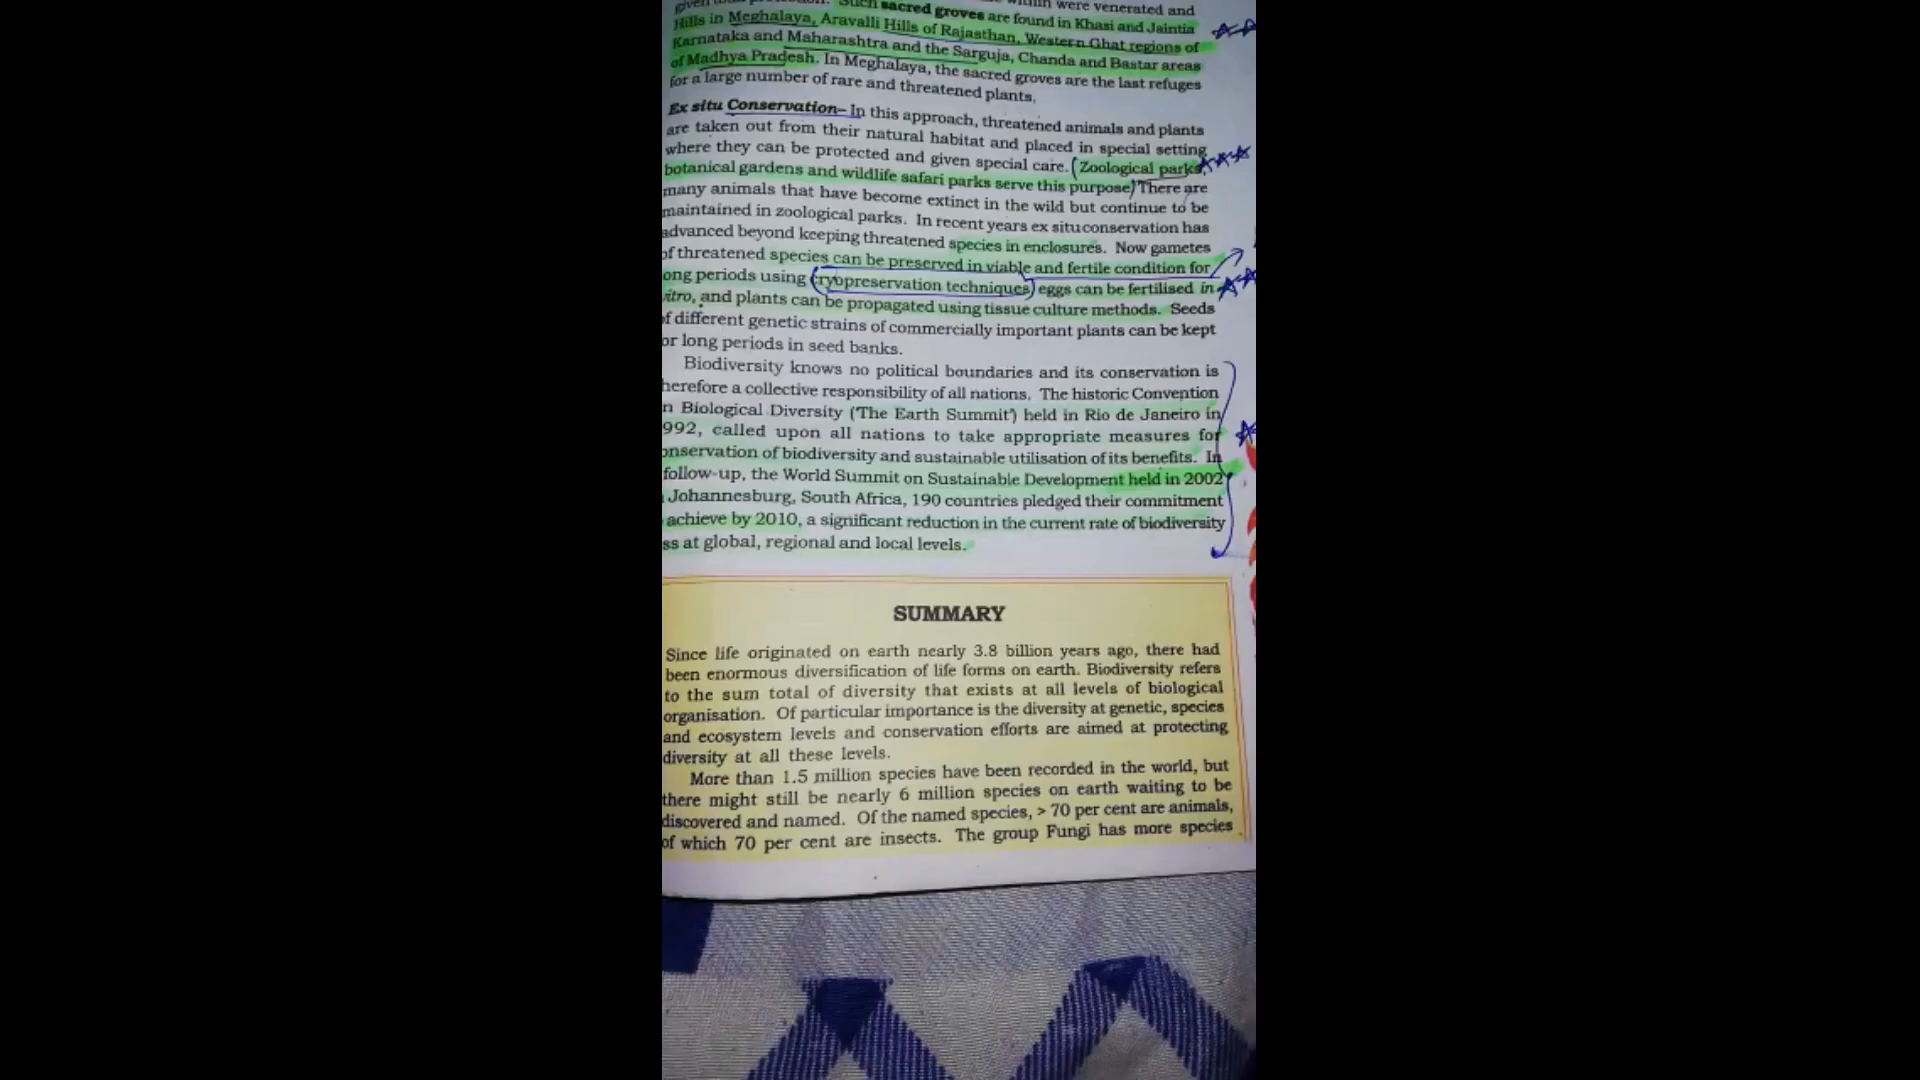 within were venerated and
given total protection. Such sacred groves are found in Khasi and Jaintia
Hills in Meghalaya, Aravalli Hills of Rajasthan, Western Ghat regions of
Karnataka and Maharashtra and the Sarguja, Chanda and Bastar areas
of Madhya Pradesh. In Meghalaya, the sacred groves are the last refuges
for a large number of rare and threatened plants.
Ex situ Conservation– In this approach, threatened animals and plants
are taken out from their natural habitat and placed in special setting
where they can be protected and given special care. Zoological parks,
botanical gardens and wildlife safari parks serve this purpose. There are
many animals that have become extinct in the wild but continue to be
maintained in zoological parks. In recent years ex situ conservation has
advanced beyond keeping threatened species in enclosures. Now gametes
of threatened species can be preserved in viable and fertile condition for
ong periods using cryopreservation techniques, eggs can be fertilised in
vitro, and plants can be propagated using tissue culture methods. Seeds
of different genetic strains of commercially important plants can be kept
or long periods in seed banks.
Biodiversity knows no political boundaries and its conservation is
herefore a collective responsibility of all nations. The historic Convention
n Biological Diversity ('The Earth Summit') held in Rio de Janeiro in
992, called upon all nations to take appropriate measures for
onservation of biodiversity and sustainable utilisation of its benefits. In
follow-up, the World Summit on Sustainable Development held in 2002
Johannesburg, South Africa, 190 countries pledged their commitment
achieve by 2010, a significant reduction in the current rate of biodiversity
ss at global, regional and local levels.
SUMMARY
Since life originated on earth nearly 3.8 billion years ago, there had
been enormous diversification of life forms on earth. Biodiversity refers
to the sum total of diversity that exists at all levels of biological
organisation. Of particular importance is the diversity at genetic, species
and ecosystem levels and conservation efforts are aimed at protecting
diversity at all these levels.
More than 1.5 million species have been recorded in the world, but
there might still be nearly 6 million species on earth waiting to be
discovered and named. Of the named species, > 70 per cent are animals,
of which 70 per cent are insects. The group Fungi has more species